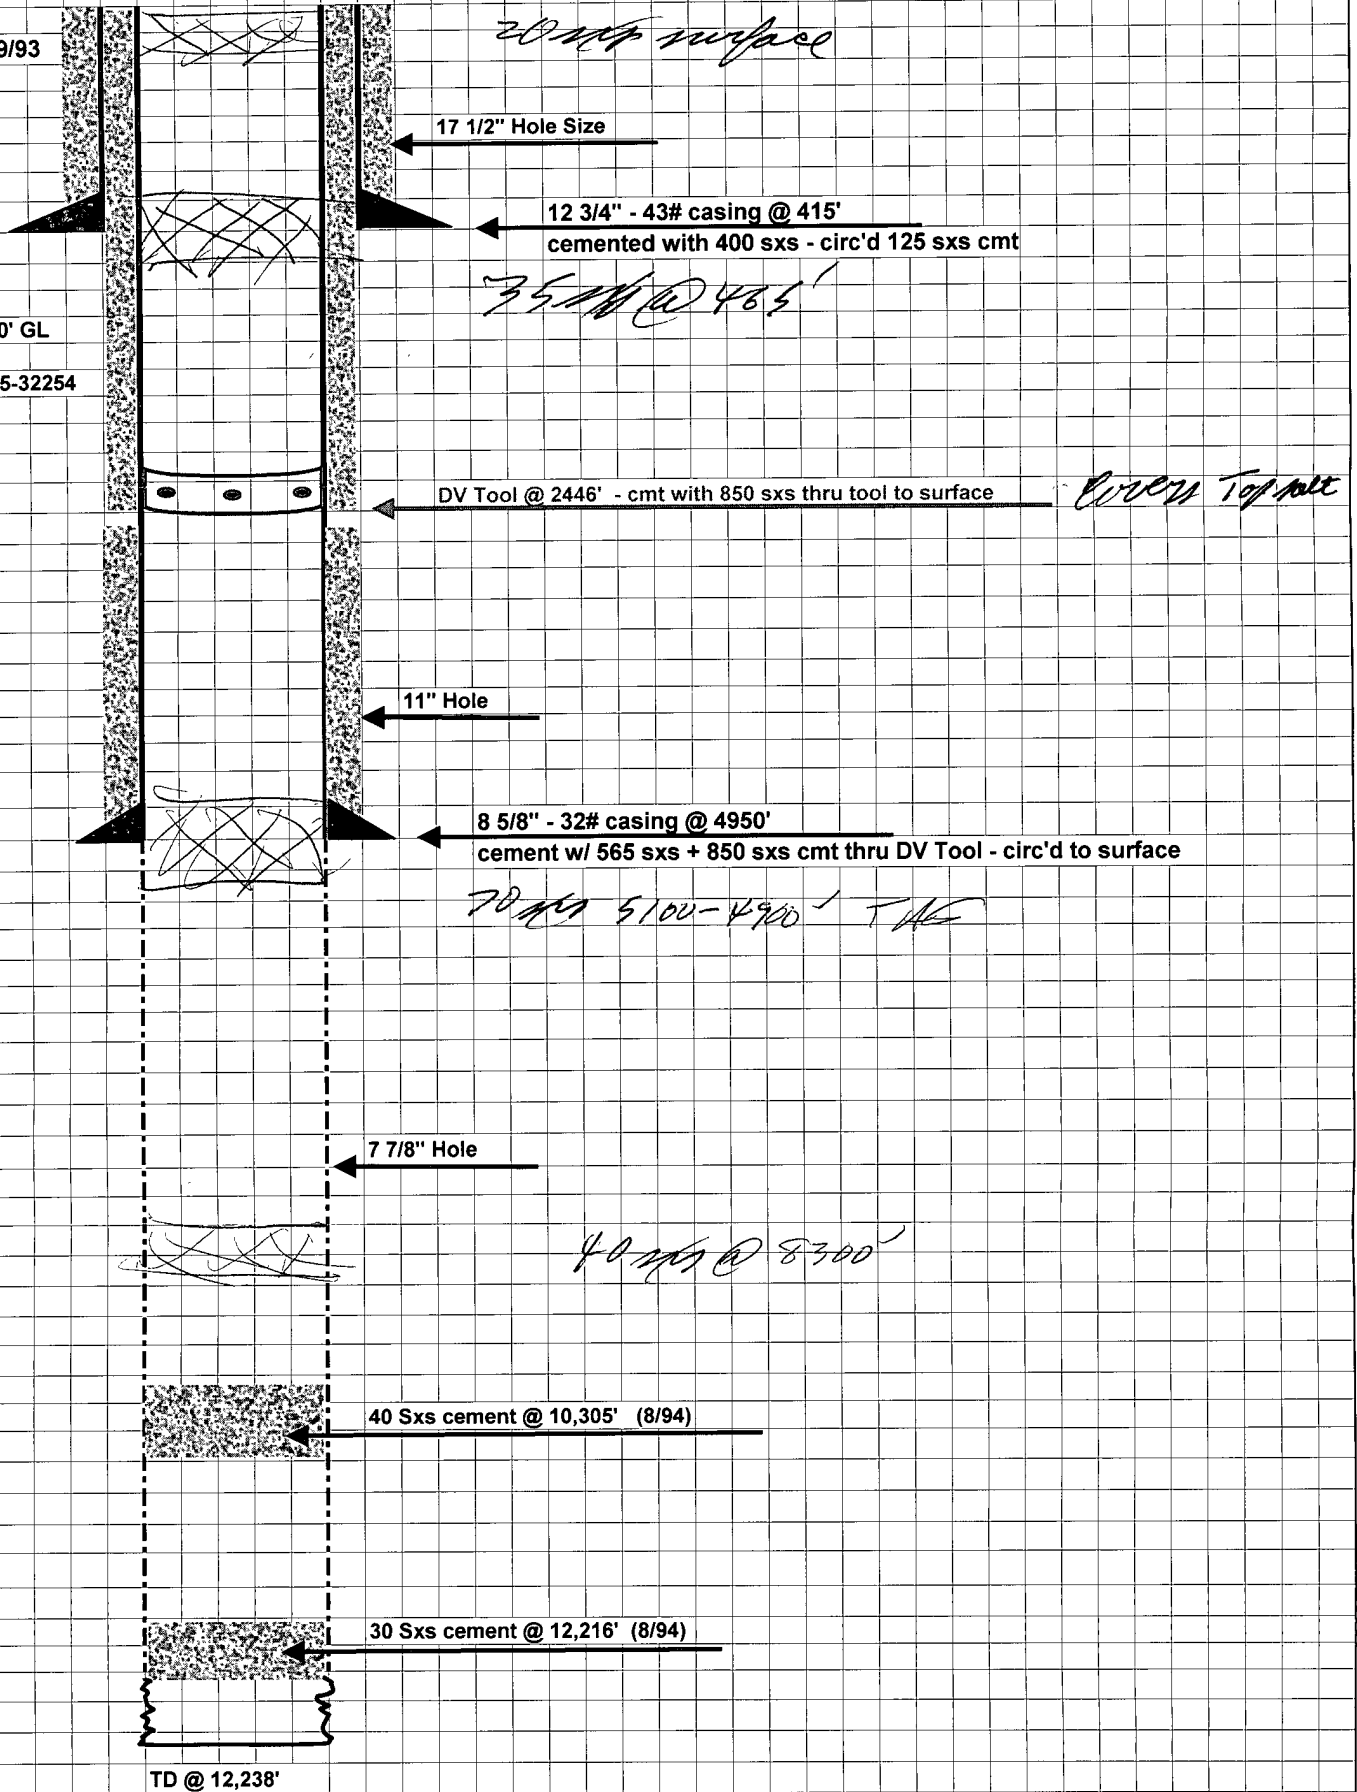 9/93
20 sxs surface
17 1/2" Hole Size
12 3/4" - 43# casing @ 415'
cemented with 400 sxs - circ'd 125 sxs cmt
35 sxs @ 465'
0' GL
5-32254
DV Tool @ 2446' - cmt with 850 sxs thru tool to surface
Covers Top salt
11" Hole
8 5/8" - 32# casing @ 4950'
cement w/ 565 sxs + 850 sxs cmt thru DV Tool - circ'd to surface
70 sxs 5100-4900' TAG
7 7/8" Hole
40 sxs @ 8300'
40 Sxs cement @ 10,305' (8/94)
30 Sxs cement @ 12,216' (8/94)
TD @ 12,238'